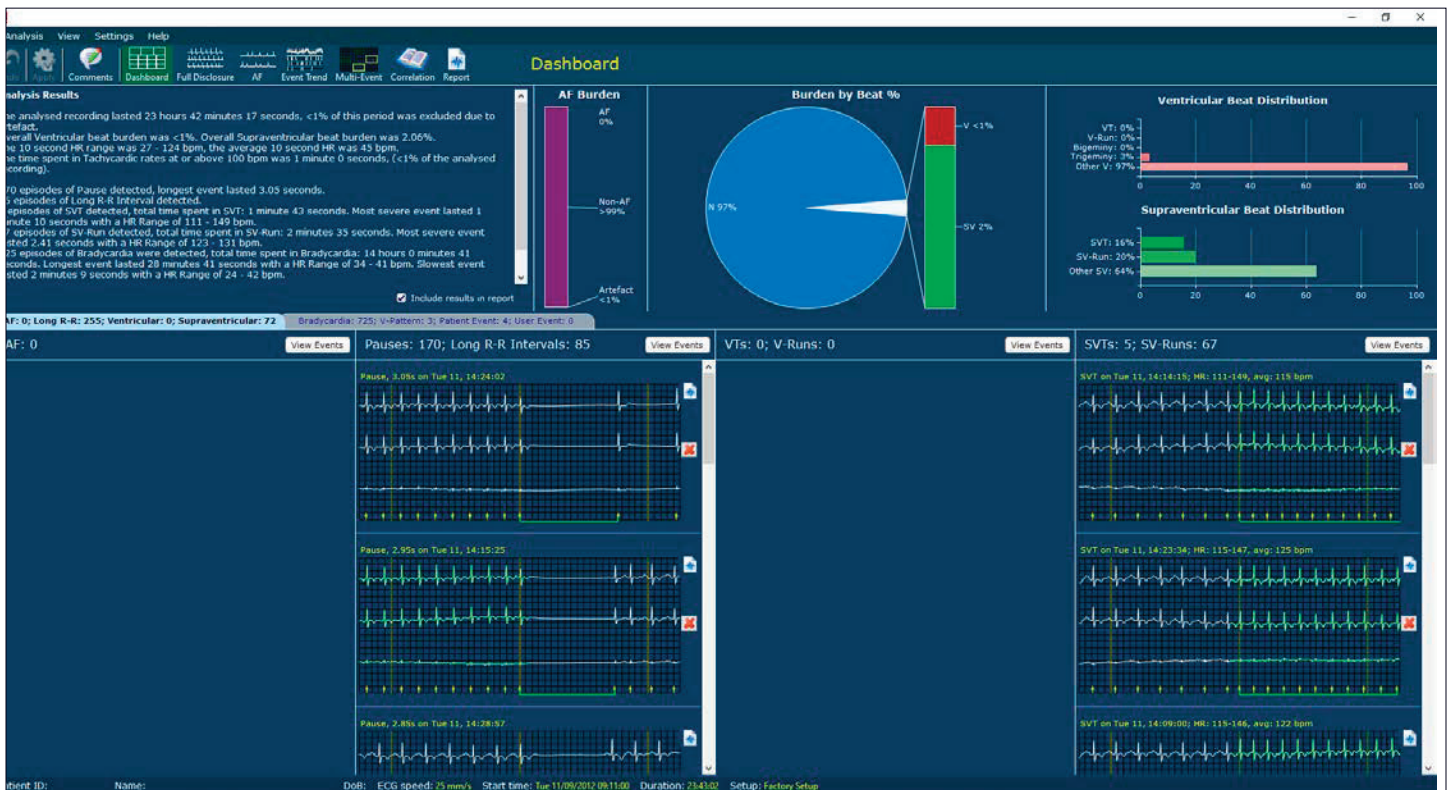 Analysis View Settings Help
Comments Dashboard Full Disclosure AF Event Trend Multi-Event Correlation Report
Dashboard
nalysis Results
ne analysed recording lasted 23 hours 42 minutes 17 seconds, <1% of this period was excluded due to
rtefact.
verall Ventricular beat burden was <1%. Overall Supraventricular beat burden was 2.06%.
he 10 second HR range was 27 - 124 bpm, the average 10 second HR was 45 bpm.
he time spent in Tachycardic rates at or above 100 bpm was 1 minute 0 seconds, (<1% of the analysed
cording).
70 episodes of Pause detected, longest event lasted 3.05 seconds.
episodes of Long R-R Interval detected.
episodes of SVT detected, total time spent in SVT: 1 minute 43 seconds. Most severe event lasted 1
nute 10 seconds with a HR Range of 111 - 149 bpm.
7 episodes of SV-Run detected, total time spent in SV-Run: 2 minutes 35 seconds. Most severe event
sted 2.41 seconds with a HR Range of 123 - 131 bpm.
25 episodes of Bradycardia were detected, total time spent in Bradycardia: 14 hours 0 minutes 41
econds. Longest event lasted 28 minutes 41 seconds with a HR Range of 34 - 41 bpm. Slowest event
sted 2 minutes 9 seconds with a HR Range of 24 - 42 bpm.
Include results in report
AF Burden
AF
0%
Non-AF
>99%
Artefact
<1%
Burden by Beat %
N 97%
V <1%
SV 2%
Ventricular Beat Distribution
VT: 0%
V-Run: 0%
Bigeminy: 0%
Trigeminy: 3%
Other V: 97%
0 20 40 60 80 100
Supraventricular Beat Distribution
SVT: 16%
SV-Run: 20%
Other SV: 64%
0 20 40 60 80 100
AF: 0; Long R-R: 255; Ventricular: 0; Supraventricular: 72
Bradycardia: 725; V-Pattern: 3; Patient Event: 4; User Event: 0
AF: 0 View Events
Pauses: 170; Long R-R Intervals: 85 View Events
VTs: 0; V-Runs: 0 View Events
SVTs: 5; SV-Runs: 67 View Events
Pause, 3.05s on Tue 11, 14:24:02
Pause, 2.95s on Tue 11, 14:15:25
Pause, 2.85s on Tue 11, 14:28:57
SVT on Tue 11, 14:14:15; HR: 111-149, avg: 115 bpm
SVT on Tue 11, 14:23:34; HR: 115-147, avg: 125 bpm
SVT on Tue 11, 14:09:00; HR: 115-146, avg: 122 bpm
atient ID: Name: DoB: ECG speed: 25 mm/s Start time: Tue 11/09/2012 09:11:00 Duration: 23:43:02 Setup: Factory Setup